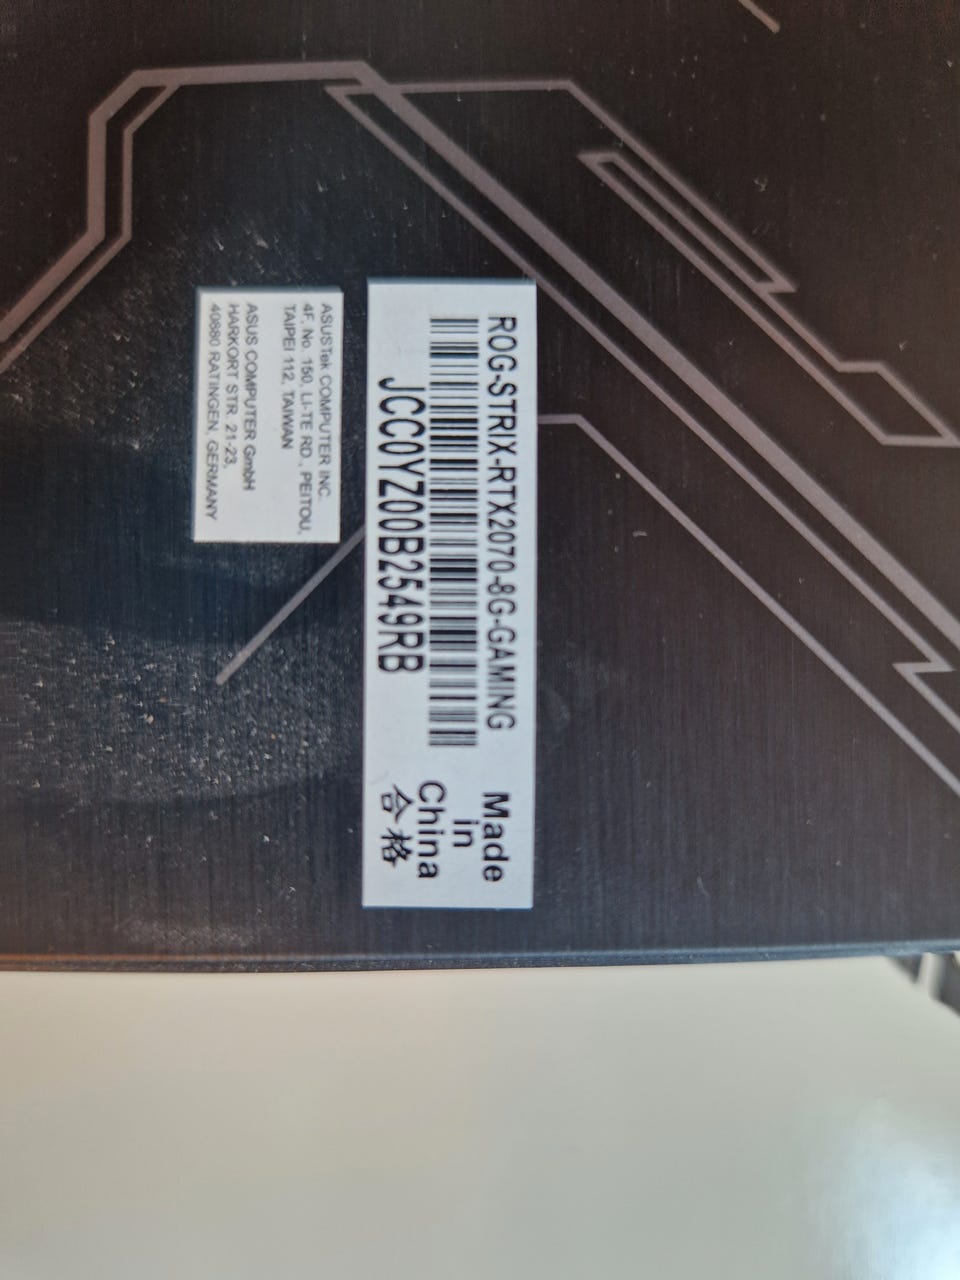 ROG-STRIX-RTX2070-8G-GAMING
JCC0YZ00B2549RB
Made
in
China
合格
ASUSTek COMPUTER INC.
4F, No. 150, LI-TE RD., PEITOU,
TAIPEI 112, TAIWAN
ASUS COMPUTER GmbH
HARKORT STR. 21-23,
40880 RATINGEN, GERMANY